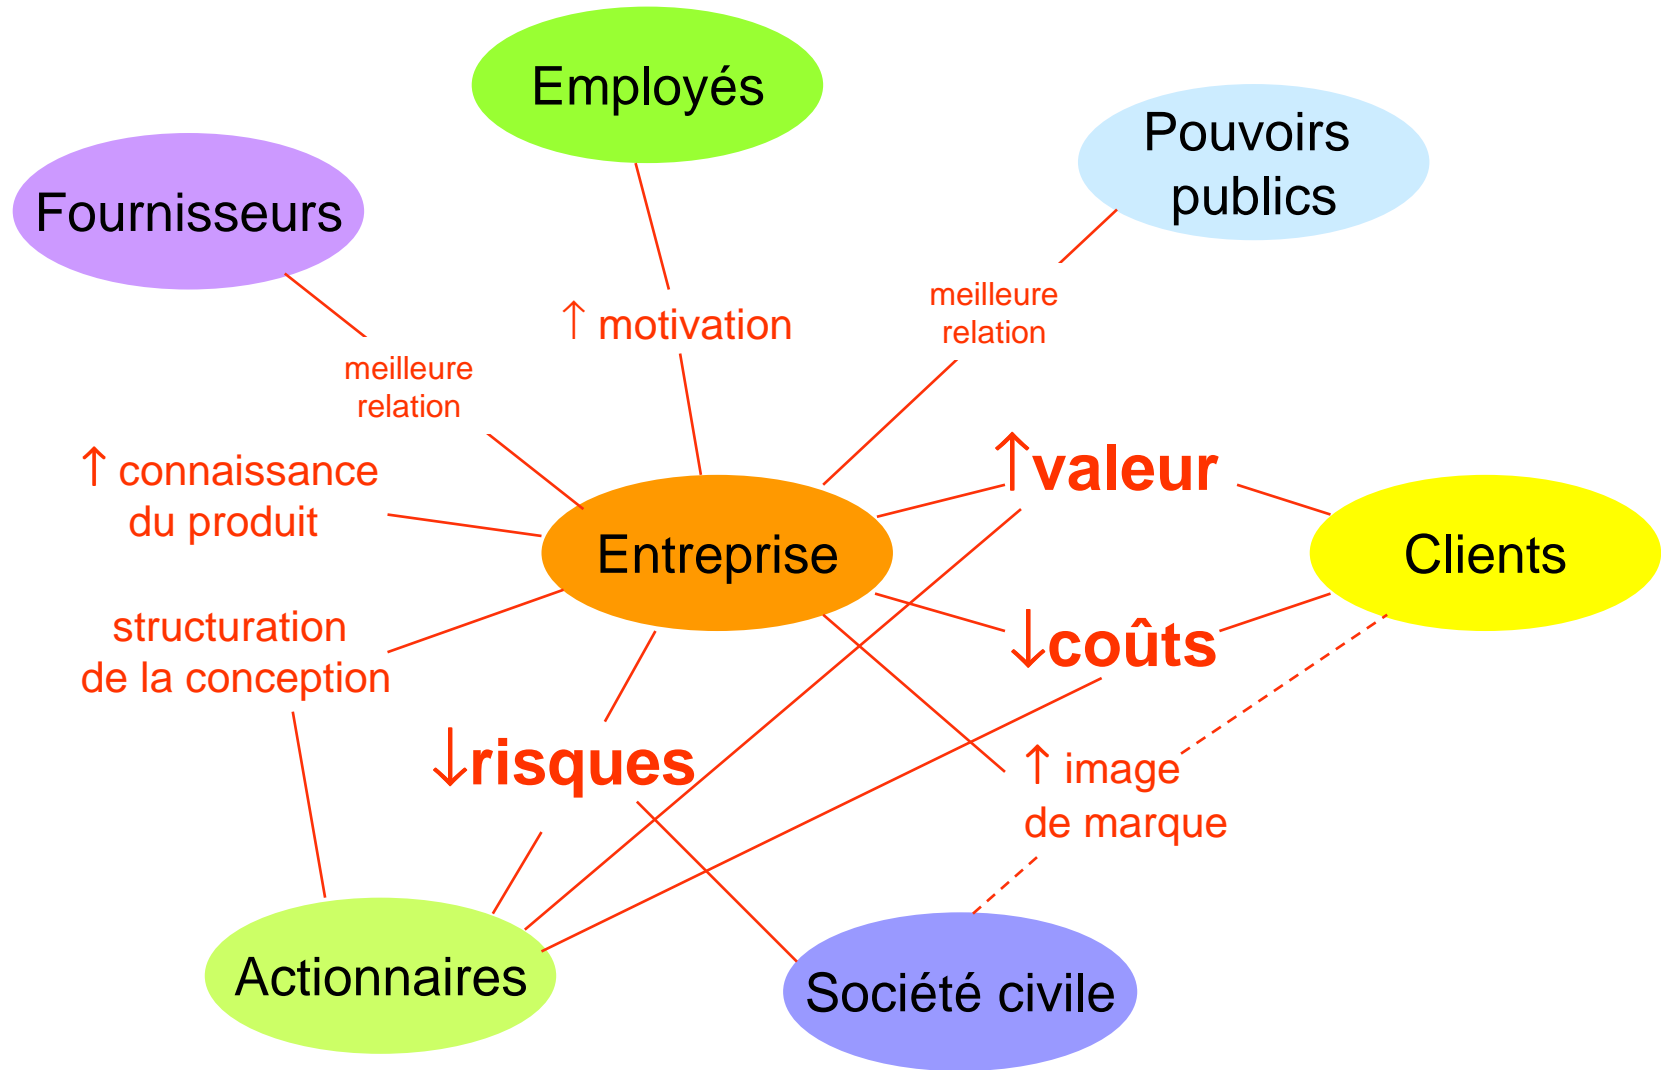 Employés
Pouvoirs
publics
Fournisseurs
↑ motivation
meilleure
relation
meilleure
relation
↑ connaissance
du produit
↑valeur
Entreprise
Clients
structuration
de la conception
↓coûts
↓risques
↑ image
de marque
Actionnaires
Société civile